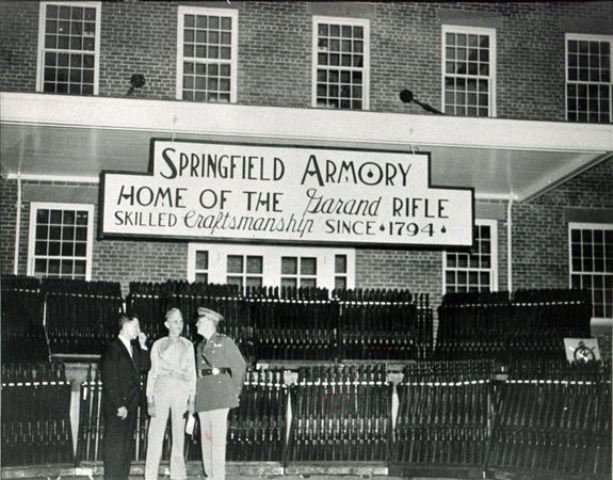 SPRINGFIELD ARMORY
HOME OF THE Garand RIFLE
SKILLED Craftsmanship SINCE • 1794 •